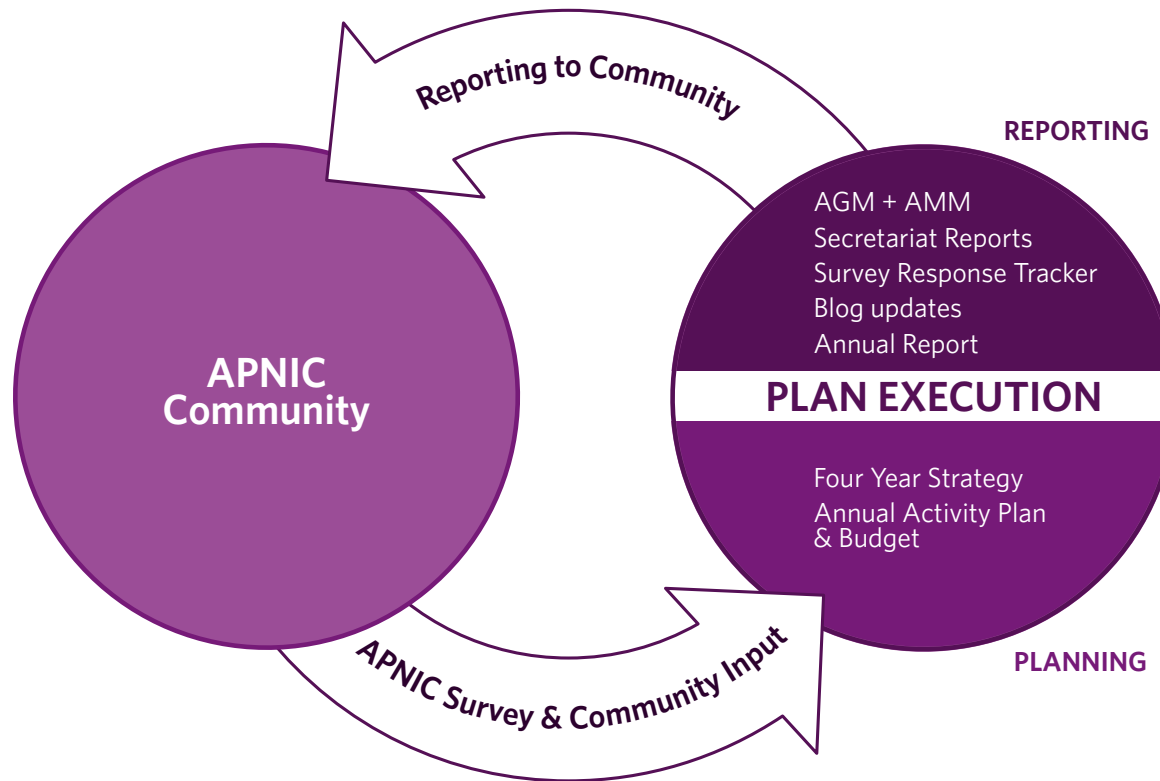 Reporting to Community
REPORTING
AGM + AMM
Secretariat Reports
Survey Response Tracker
Blog updates
Annual Report
APNIC
Community
PLAN EXECUTION
Four Year Strategy
Annual Activity Plan
& Budget
APNIC Survey & Community Input
PLANNING